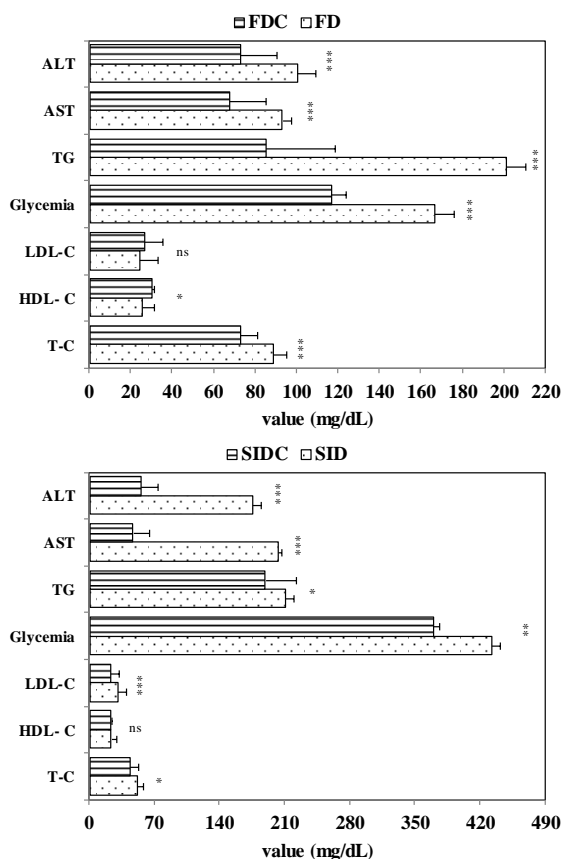 FDC FD
ALT
***
AST
***
TG
***
Glycemia
***
LDL-C
ns
HDL- C
*
T-C
***
0 20 40 60 80 100 120 140 160 180 200 220
value (mg/dL)
SIDC SID
ALT
***
AST
***
TG
*
Glycemia
**
LDL-C
***
HDL- C
ns
T-C
*
0 70 140 210 280 350 420 490
value (mg/dL)